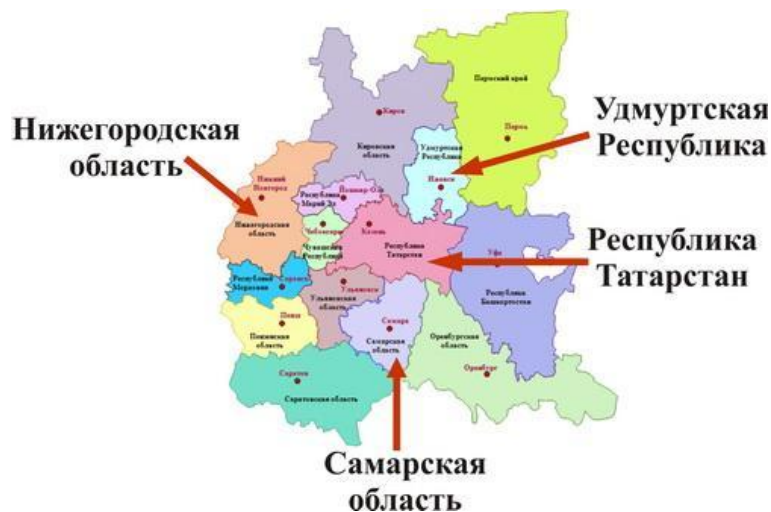 Нижегородская
область
Удмуртская
Республика
Республика
Татарстан
Самарская
область
Пермский край
Пермь
Киров
Кировская
область
Удмуртская
Республика
Ижевск
Нижний
Новгород
Нижегородская
область
Йошкар-Ола
Республика
Марий Эл
Чебоксары
Чувашская
Республика
Казань
Республика
Татарстан
Уфа
Республика
Башкортостан
Республика
Мордовия
Саранск
Ульяновск
Ульяновская
область
Пенза
Пензенская
область
Самара
Самарская
область
Оренбургская
область
Оренбург
Саратов
Саратовская область